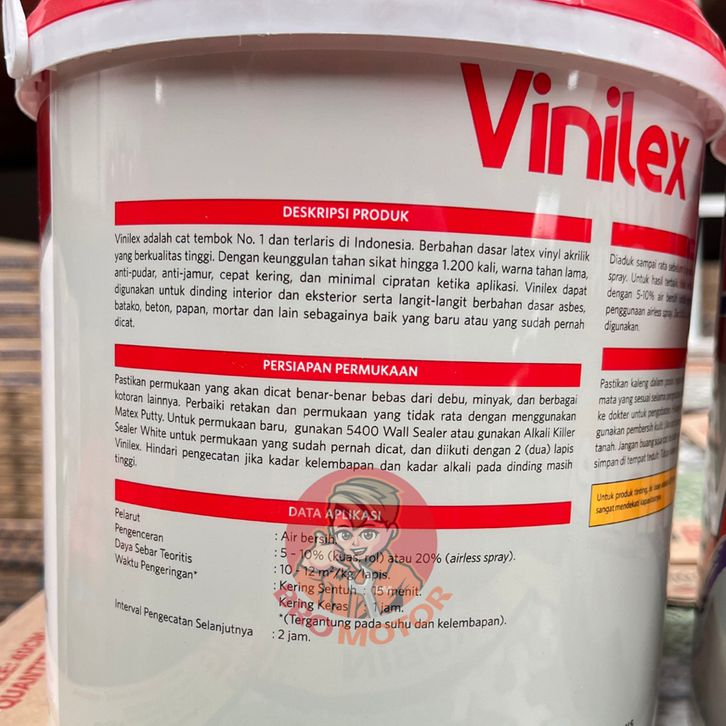 Vinilex
DESKRIPSI PRODUK
Vinilex adalah cat tembok No. 1 dan terlaris di Indonesia. Berbahan dasar latex vinyl akrilik
yang berkualitas tinggi. Dengan keunggulan tahan sikat hingga 1.200 kali, warna tahan lama,
anti-pudar, anti-jamur, cepat kering, dan minimal cipratan ketika aplikasi. Vinilex dapat
digunakan untuk dinding interior dan eksterior serta langit-langit berbahan dasar asbes,
batako, beton, papan, mortar dan lain sebagainya baik yang baru atau yang sudah pernah
dicat.
PERSIAPAN PERMUKAAN
Pastikan permukaan yang akan dicat benar-benar bebas dari debu, minyak, dan berbagai
kotoran lainnya. Perbaiki retakan dan permukaan yang tidak rata dengan menggunakan
Matex Putty. Untuk permukaan baru, gunakan 5400 Wall Sealer atau gunakan Alkali Killer
Sealer White untuk permukaan yang sudah pernah dicat, dan diikuti dengan 2 (dua) lapis
Vinilex. Hindari pengecatan jika kadar kelembapan dan kadar alkali pada dinding masih
tinggi.
DATA APLIKASI
Pelarut : Air bersih
Pengenceran : 5 - 10% (kuas, rol) atau 20% (airless spray).
Daya Sebar Teoritis : 10 - 12 m²/kg/lapis.
Waktu Pengeringan* : Kering Sentuh : 15 menit.
Kering Keras jam.
*(Tergantung pada suhu dan kelembapan).
Interval Pengecatan Selanjutnya : 2 jam.
Diaduk sampai rata
spray. Untuk hasil
dengan 5-10% air
penggunaan airless spray.
digunakan.
Pastikan kaleng dalam
mata yang sesuai
ke dokter untuk
gunakan pembersih
tanah. Jangan buang
simpan di tempat teduh.
Untuk produk tinting,
sangat mendekati
PRO MOTOR
QUANT